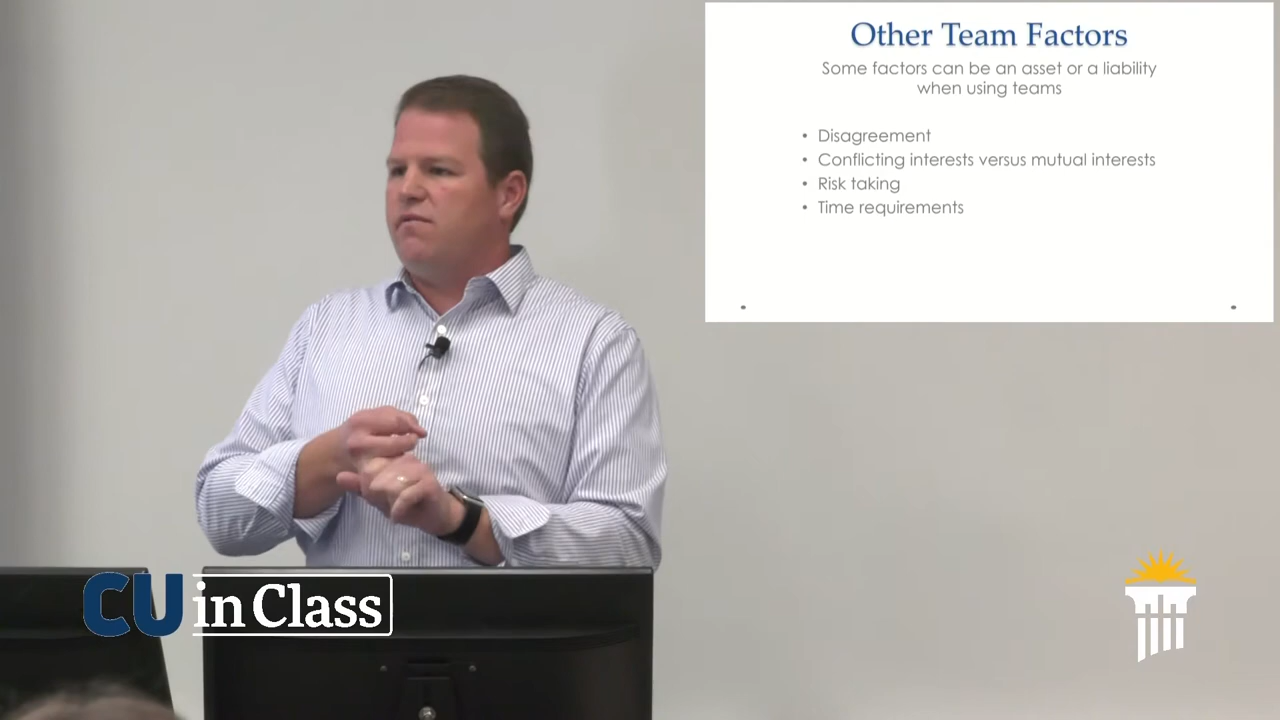 Other Team Factors
Some factors can be an asset or a liability
when using teams
• Disagreement
• Conflicting interests versus mutual interests
• Risk taking
• Time requirements
CU in Class